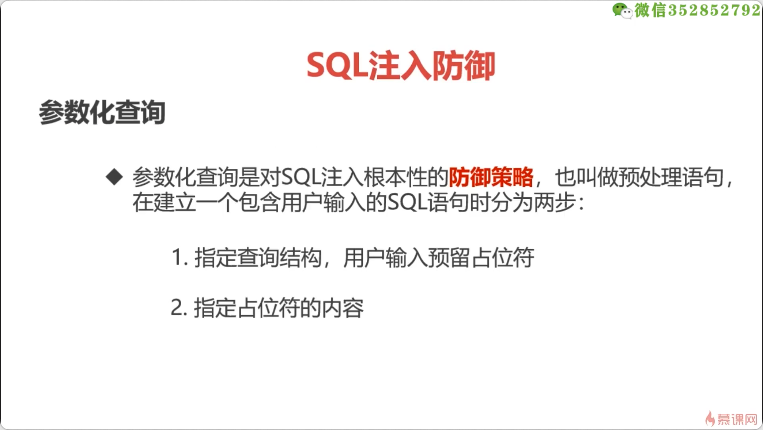 微信352852792
SQL注入防御
参数化查询
◆ 参数化查询是对SQL注入根本性的防御策略，也叫做预处理语句，
在建立一个包含用户输入的SQL语句时分为两步：
1. 指定查询结构，用户输入预留占位符
2. 指定占位符的内容
慕课网